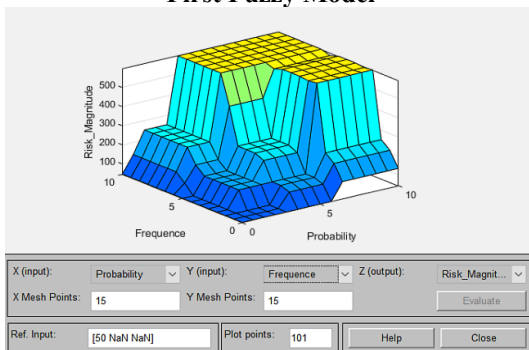 First Fuzzy Model
500
400
300
200
100
Risk_Magnitude
10
5
0
0
5
10
Frequence
Probability
X (input): Probability Y (input): Frequence Z (output): Risk_Magnit...
X Mesh Points: 15 Y Mesh Points: 15 Evaluate
Ref. Input: [50 NaN NaN] Plot points: 101 Help Close